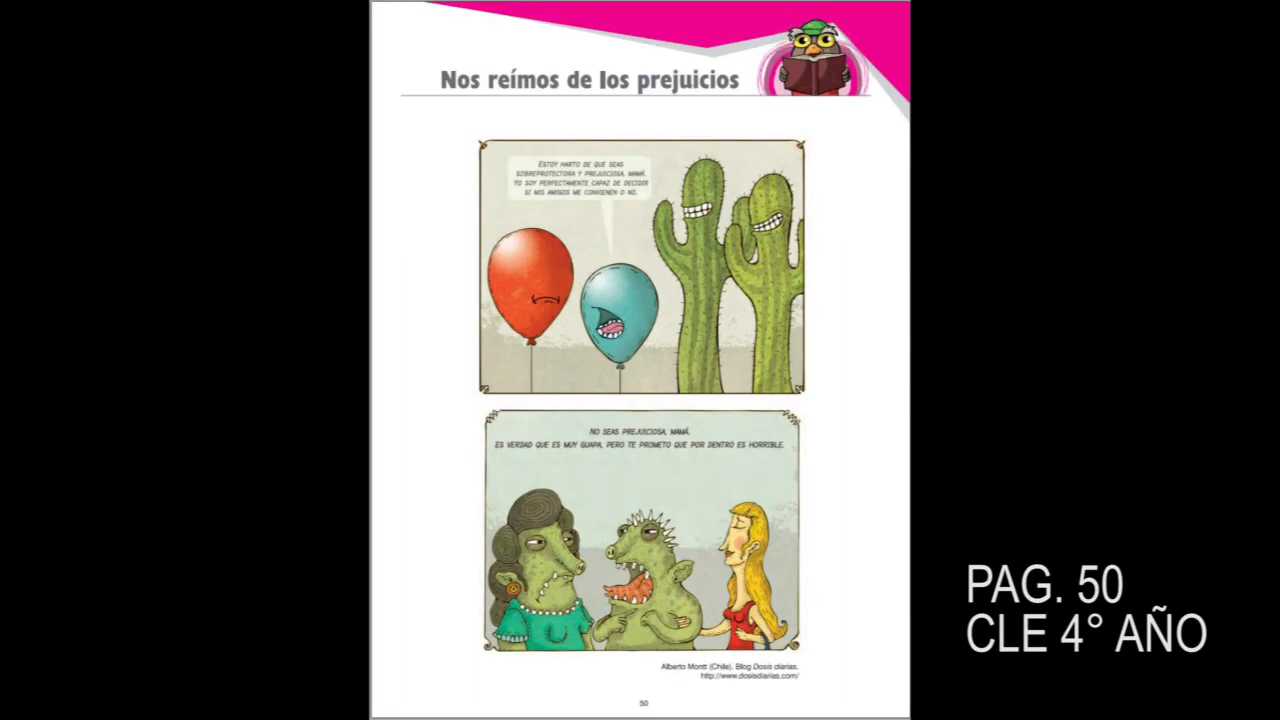 Nos reímos de los prejuicios
ESTOY HARTO DE QUE SEAS
SOBREPROTECTORA Y PREJUICIOSA, MAMÁ.
YO SOY PERFECTAMENTE CAPAZ DE DECIDIR
SI MIS AMIGOS ME CONVIENEN O NO.
NO SEAS PREJUICIOSA, MAMÁ.
ES VERDAD QUE ES MUY GUAPA, PERO TE PROMETO QUE POR DENTRO ES HORRIBLE.
Alberto Montt (Chile), Blog Dosis diarias.
http://www.dosisdiarias.com/
50
PAG. 50
CLE 4° AÑO